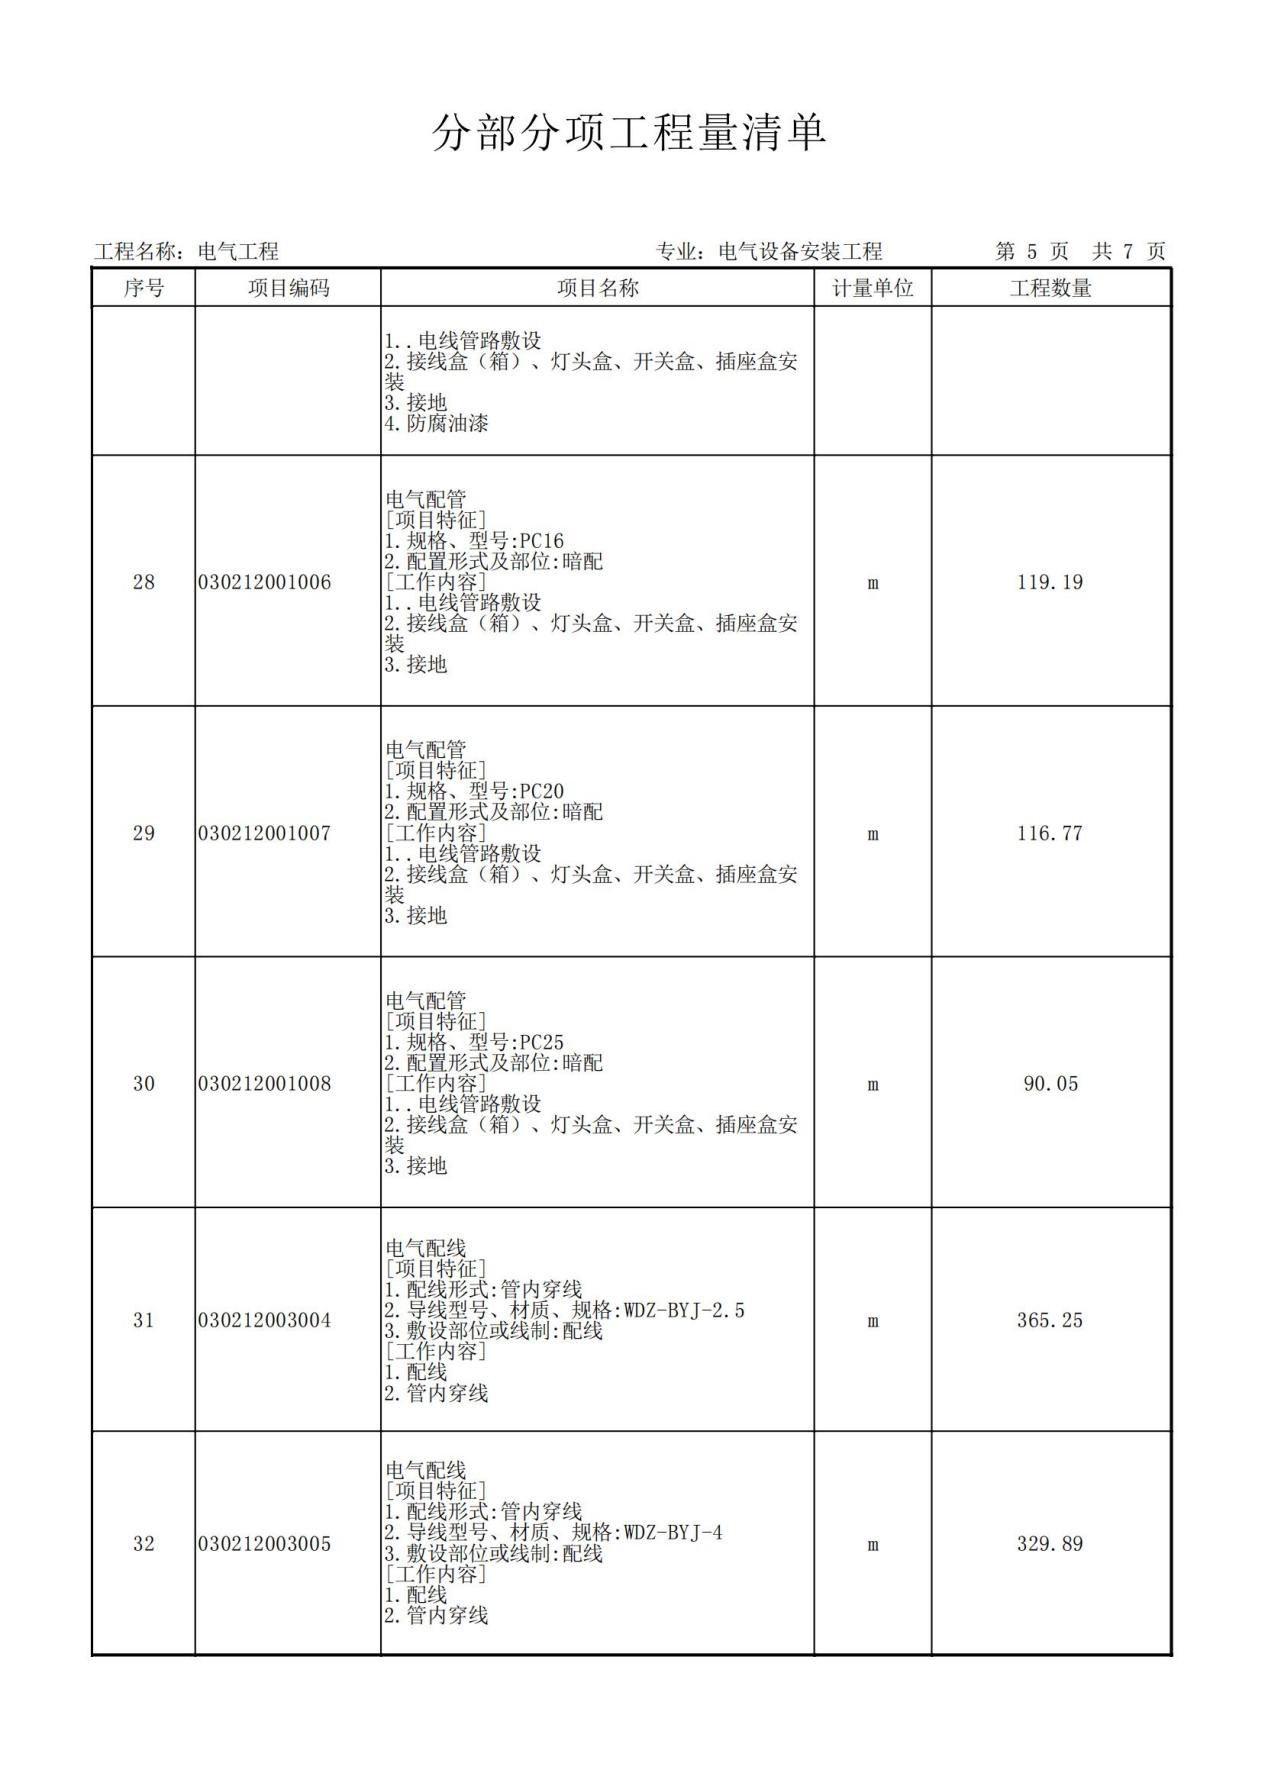 分部分项工程量清单
工程名称：电气工程 专业：电气设备安装工程 第 5 页 共 7 页
序号 项目编码 项目名称 计量单位 工程数量
1..电线管路敷设
2.接线盒（箱）、灯头盒、开关盒、插座盒安
装
3.接地
4.防腐油漆
电气配管
[项目特征]
1.规格、型号:PC16
2.配置形式及部位:暗配
[工作内容]
28 030212001006 m 119.19
1..电线管路敷设
2.接线盒（箱）、灯头盒、开关盒、插座盒安
装
3.接地
电气配管
[项目特征]
1.规格、型号:PC20
2.配置形式及部位:暗配
[工作内容]
29 030212001007 m 116.77
1..电线管路敷设
2.接线盒（箱）、灯头盒、开关盒、插座盒安
装
3.接地
电气配管
[项目特征]
1.规格、型号:PC25
2.配置形式及部位:暗配
[工作内容]
30 030212001008 m 90.05
1..电线管路敷设
2.接线盒（箱）、灯头盒、开关盒、插座盒安
装
3.接地
电气配线
[项目特征]
1.配线形式:管内穿线
2.导线型号、材质、规格:WDZ-BYJ-2.5
31 030212003004 m 365.25
3.敷设部位或线制:配线
[工作内容]
1.配线
2.管内穿线
电气配线
[项目特征]
1.配线形式:管内穿线
2.导线型号、材质、规格:WDZ-BYJ-4
32 030212003005 m 329.89
3.敷设部位或线制:配线
[工作内容]
1.配线
2.管内穿线